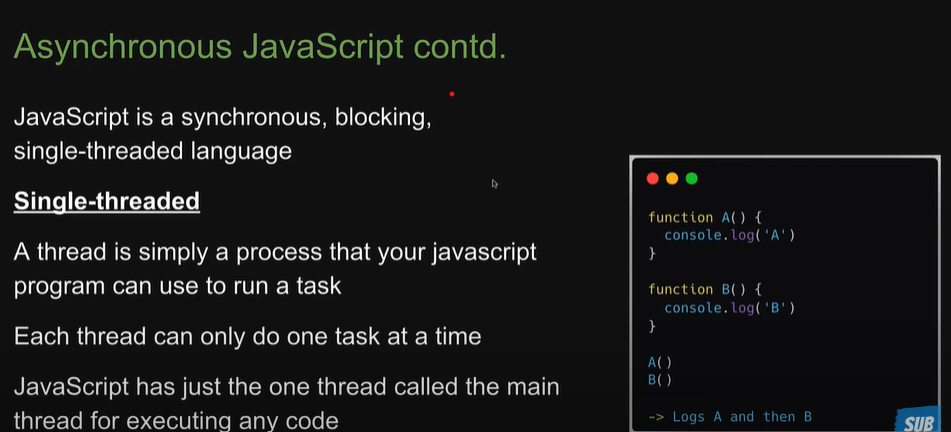 Asynchronous JavaScript contd.
JavaScript is a synchronous, blocking,
single-threaded language
Single-threaded
A thread is simply a process that your javascript
program can use to run a task
Each thread can only do one task at a time
JavaScript has just the one thread called the main
thread for executing any code
function A() {
  console.log('A')
}
function B() {
  console.log('B')
}
A()
B()
-> Logs A and then B
SUB